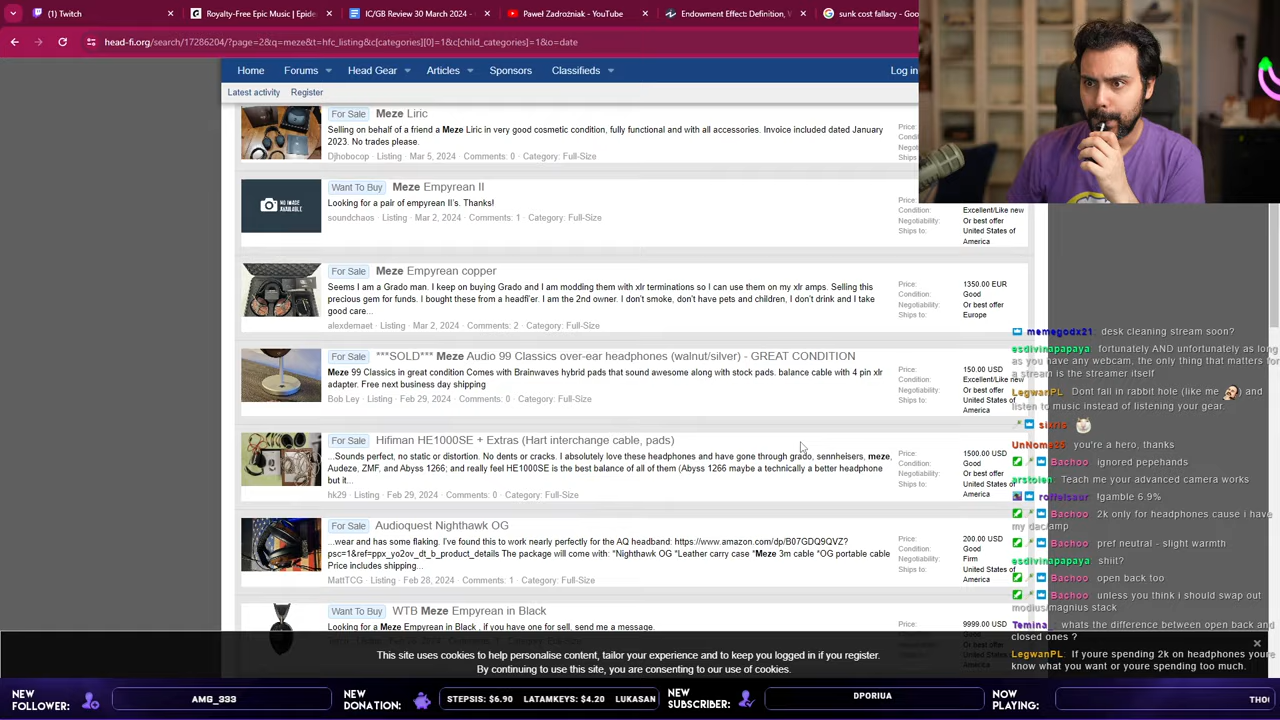 Twitch
Royalty-Free Epic Music | Epide
IC/GB Review 30 March 2024 -
Paweł Zadrożniak - YouTube
Endowment Effect: Definition, W
sunk cost fallacy - Goo
head-fi.org/search/17286204/?page=2&q=meze&t=hfc_listing&c[categories][0]=1&c[child_categories]=1&o=date
Home
Forums
Head Gear
Articles
Sponsors
Classifieds
Log in
Latest activity
Register
For Sale Meze Liric
Selling on behalf of a friend a Meze Liric in very good cosmetic condition, fully functional and with all accessories. Invoice included dated January
2023. No trades please.
Djhobocop · Listing · Mar 5, 2024 · Comments: 0 · Category: Full-Size
Price:
Condi
Negot
Ships
Want To Buy Meze Empyrean II
NO IMAGE
AVAILABLE
Looking for a pair of empyrean II's. Thanks!
soundchaos · Listing · Mar 2, 2024 · Comments: 1 · Category: Full-Size
Price:
Condition: Excellent/Like new
Negotiability: Or best offer
Ships to: United States of
America
For Sale Meze Empyrean copper
Seems I am a Grado man. I keep on buying Grado and I am modding them with xlr terminations so I can use them on my xlr amps. Selling this
precious gem for funds. I bought these from a headfi'er. I am the 2nd owner. I don't smoke, don't have pets and children, I don't drink and I take
good care...
alexdemaet · Listing · Mar 2, 2024 · Comments: 2 · Category: Full-Size
Price: 1350.00 EUR
Condition: Good
Negotiability: Or best offer
Ships to: Europe
For Sale ***SOLD*** Meze Audio 99 Classics over-ear headphones (walnut/silver) - GREAT CONDITION
Meze 99 Classics in great condition Comes with Brainwaves hybrid pads that sound awesome along with stock pads. balance cable with 4 pin xlr
adapter. Free next business day shipping
Listing · Feb 29, 2024 · Comments: 0 · Category: Full-Size
Price: 150.00 USD
Condition: Excellent/Like new
Negotiability: Or best offer
Ships to: United States of
America
For Sale Hifiman HE1000SE + Extras (Hart interchange cable, pads)
...Sounds perfect, no static or distortion. No dents or cracks. I absolutely love these headphones and have gone through grado, sennheisers, meze,
Audeze, ZMF, and Abyss 1266; and really feel HE1000SE is the best balance of all of them (Abyss 1266 maybe a technically a better headphone
but it...
hk29 · Listing · Feb 29, 2024 · Comments: 0 · Category: Full-Size
Price: 1500.00 USD
Condition: Good
Negotiability: Or best offer
Ships to: United States of
America
For Sale Audioquest Nighthawk OG
...wear and has some flaking. I've found this to work nearly perfectly for the AQ headband: https://www.amazon.com/dp/B07GDQ9QVZ?
The package will come with: *Nighthawk OG *Leather carry case *Meze 3m cable *OG portable cable
Price includes shipping...
MattTCG · Listing · Feb 28, 2024 · Comments: 1 · Category: Full-Size
Price: 200.00 USD
Condition: Good
Negotiability: Firm
Ships to: United States of
America
Want To Buy WTB Meze Empyrean in Black
Looking for a Meze Empyrean in Black , if you have one for sell, send me a message.
Price: 9999.00 USD
This site uses cookies to help personalise content, tailor your experience and to keep you logged in if you register.
By continuing to use this site, you are consenting to our use of cookies.
memegodx21: desk cleaning stream soon?
esdivinapapaya: fortunately AND unfortunately as long
as you have any webcam, the only thing that matters for
a stream is the streamer itself
LegwanPL: Dont fall in rabbit hole (like me ) and
listen to music instead of listening your gear.
sixris:
UnNome25: you're a hero, thanks
Bachoo: ignored pepehands
arstolen: Teach me your advanced camera works
roffelsaur: !gamble 6.9%
Bachoo: 2k only for headphones cause i have
my dac/amp
Bachoo: pref neutral - slight warmth
esdivinapapaya: shiit?
Bachoo: open back too
Bachoo: unless you think i should swap out
modius/magnius stack
Temina_: whats the difference between open back and
closed ones ?
LegwanPL: If youre spending 2k on headphones youre
know what you want or youre spending too much.
NEW
FOLLOWER:
AMG_333
NEW
DONATION:
STEPSIS: $6.90 LATAMKEYS: $4.20 LUKASAN
NEW
SUBSCRIBER:
DPORIUA
NOW
PLAYING:
THO